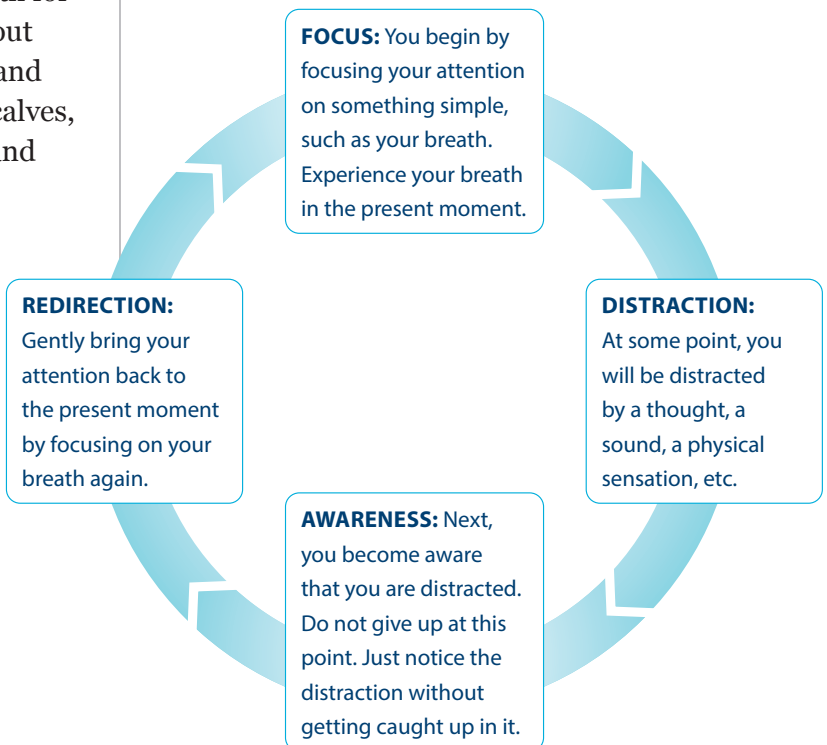 for
out
and
calves,
and
FOCUS: You begin by
focusing your attention
on something simple,
such as your breath.
Experience your breath
in the present moment.
DISTRACTION:
At some point, you
will be distracted
by a thought, a
sound, a physical
sensation, etc.
AWARENESS: Next,
you become aware
that you are distracted.
Do not give up at this
point. Just notice the
distraction without
getting caught up in it.
REDIRECTION:
Gently bring your
attention back to
the present moment
by focusing on your
breath again.